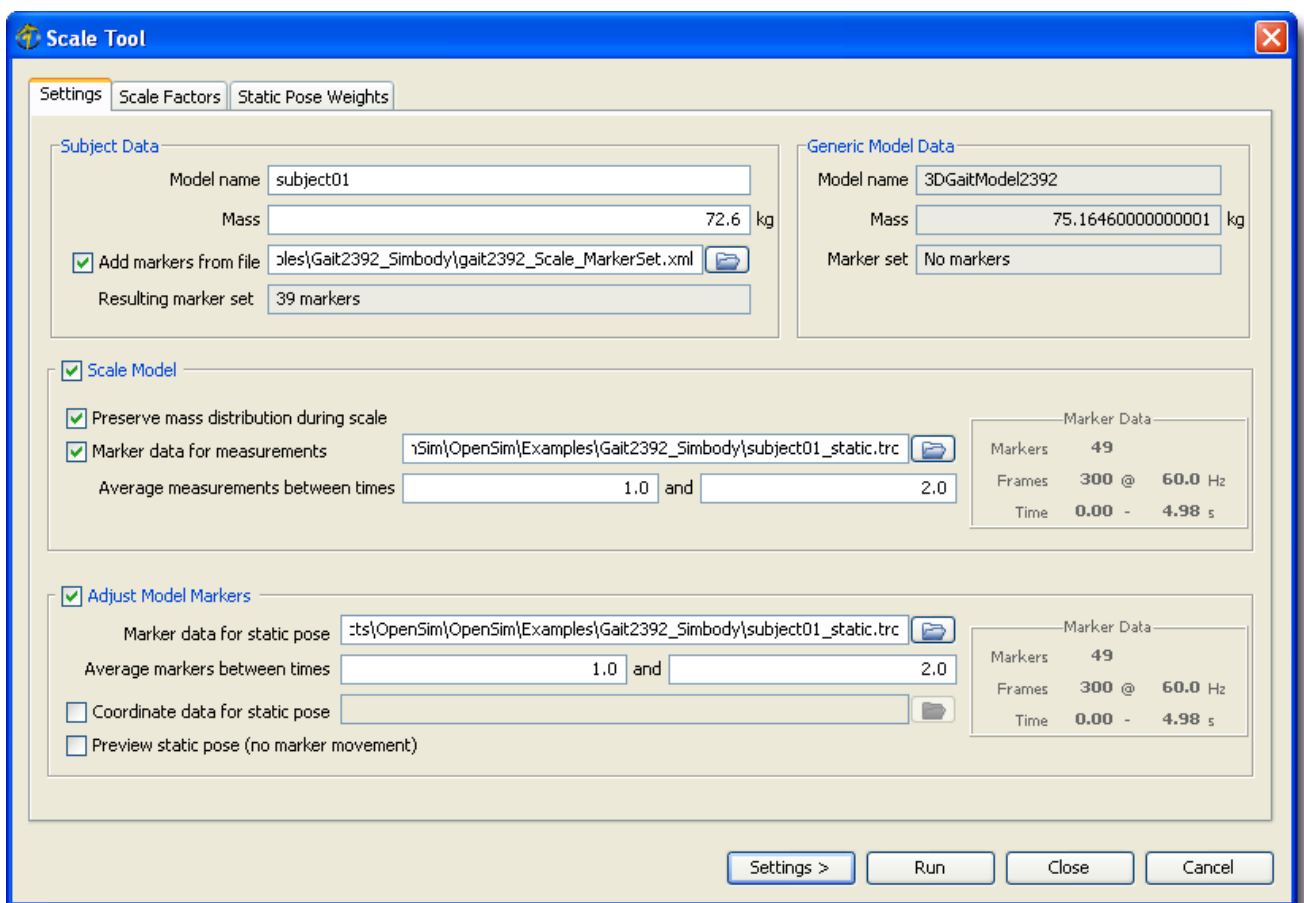 Scale Tool
Settings Scale Factors Static Pose Weights
Subject Data
Model name subject01
Mass 72.6 kg
Add markers from file ples\Gait2392_Simbody\gait2392_Scale_MarkerSet.xml
Resulting marker set 39 markers
Generic Model Data
Model name 3DGaitModel2392
Mass 75.16460000000001 kg
Marker set No markers
Scale Model
Preserve mass distribution during scale
Marker data for measurements nSim\OpenSim\Examples\Gait2392_Simbody\subject01_static.trc
Average measurements between times 1.0 and 2.0
Marker Data
Markers 49
Frames 300 @ 60.0 Hz
Time 0.00 - 4.98 s
Adjust Model Markers
Marker data for static pose cts\OpenSim\OpenSim\Examples\Gait2392_Simbody\subject01_static.trc
Average markers between times 1.0 and 2.0
Coordinate data for static pose
Preview static pose (no marker movement)
Marker Data
Markers 49
Frames 300 @ 60.0 Hz
Time 0.00 - 4.98 s
Settings > Run Close Cancel